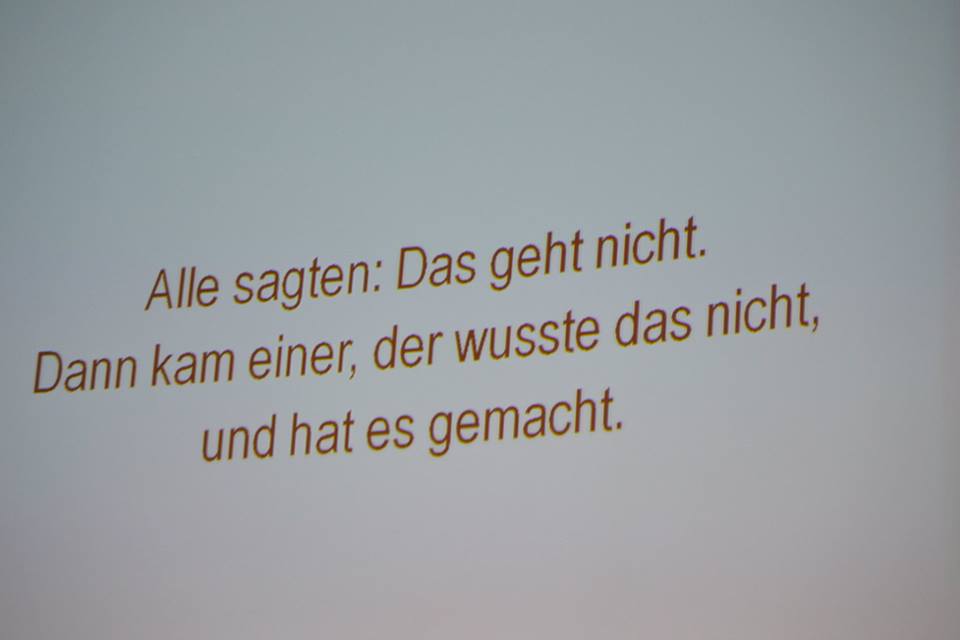 Alle sagten: Das geht nicht.
Dann kam einer, der wusste das nicht,
und hat es gemacht.